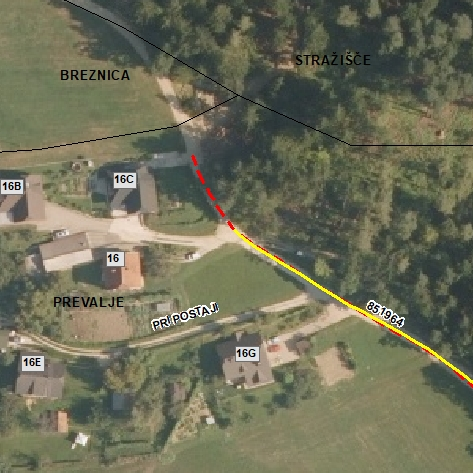 STRAŽIŠČE
BREZNICA
16C
16B
16
PREVALJE
PRI POSTAJI
851964
16G
16E